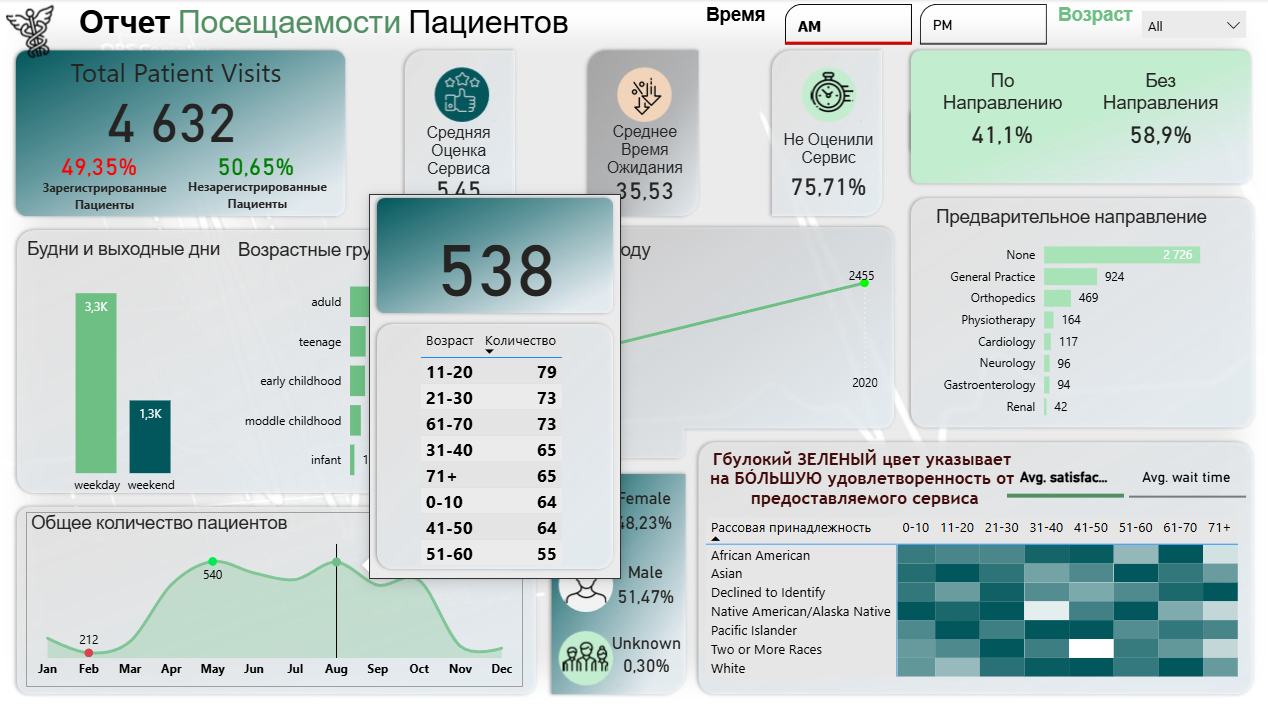 Отчет Посещаемости Пациентов
Время
AM
PM
Возраст
All
Total Patient Visits
4 632
49,35%
50,65%
Зарегистрированные
Пациенты
Незарегистрированные
Пациенты
Средняя
Оценка
Сервиса
5,45
Среднее
Время
Ожидания
35,53
Не Оценили
Сервис
75,71%
По
Направлению
41,1%
Без
Направления
58,9%
Будни и выходные дни
3,3K
1,3K
weekday
weekend
Возрастные гру
aduld
teenage
early childhood
moddle childhood
infant
1
оду
2455
2020
538
Возраст Количество
11-20 79
21-30 73
61-70 73
31-40 65
71+ 65
0-10 64
41-50 64
51-60 55
Предварительное направление
None 2 726
General Practice 924
Orthopedics 469
Physiotherapy 164
Cardiology 117
Neurology 96
Gastroenterology 94
Renal 42
Общее количество пациентов
540
212
Jan Feb Mar Apr May Jun Jul Aug Sep Oct Nov Dec
Female
48,23%
Male
51,47%
Unknown
0,30%
Гбулокий ЗЕЛЕНЫЙ цвет указывает
на БО́ЛЬШУЮ удовлетворенность от
предоставляемого сервиса
Avg. satisfac...
Avg. wait time
Рассовая принадлежность 0-10 11-20 21-30 31-40 41-50 51-60 61-70 71+
African American
Asian
Declined to Identify
Native American/Alaska Native
Pacific Islander
Two or More Races
White